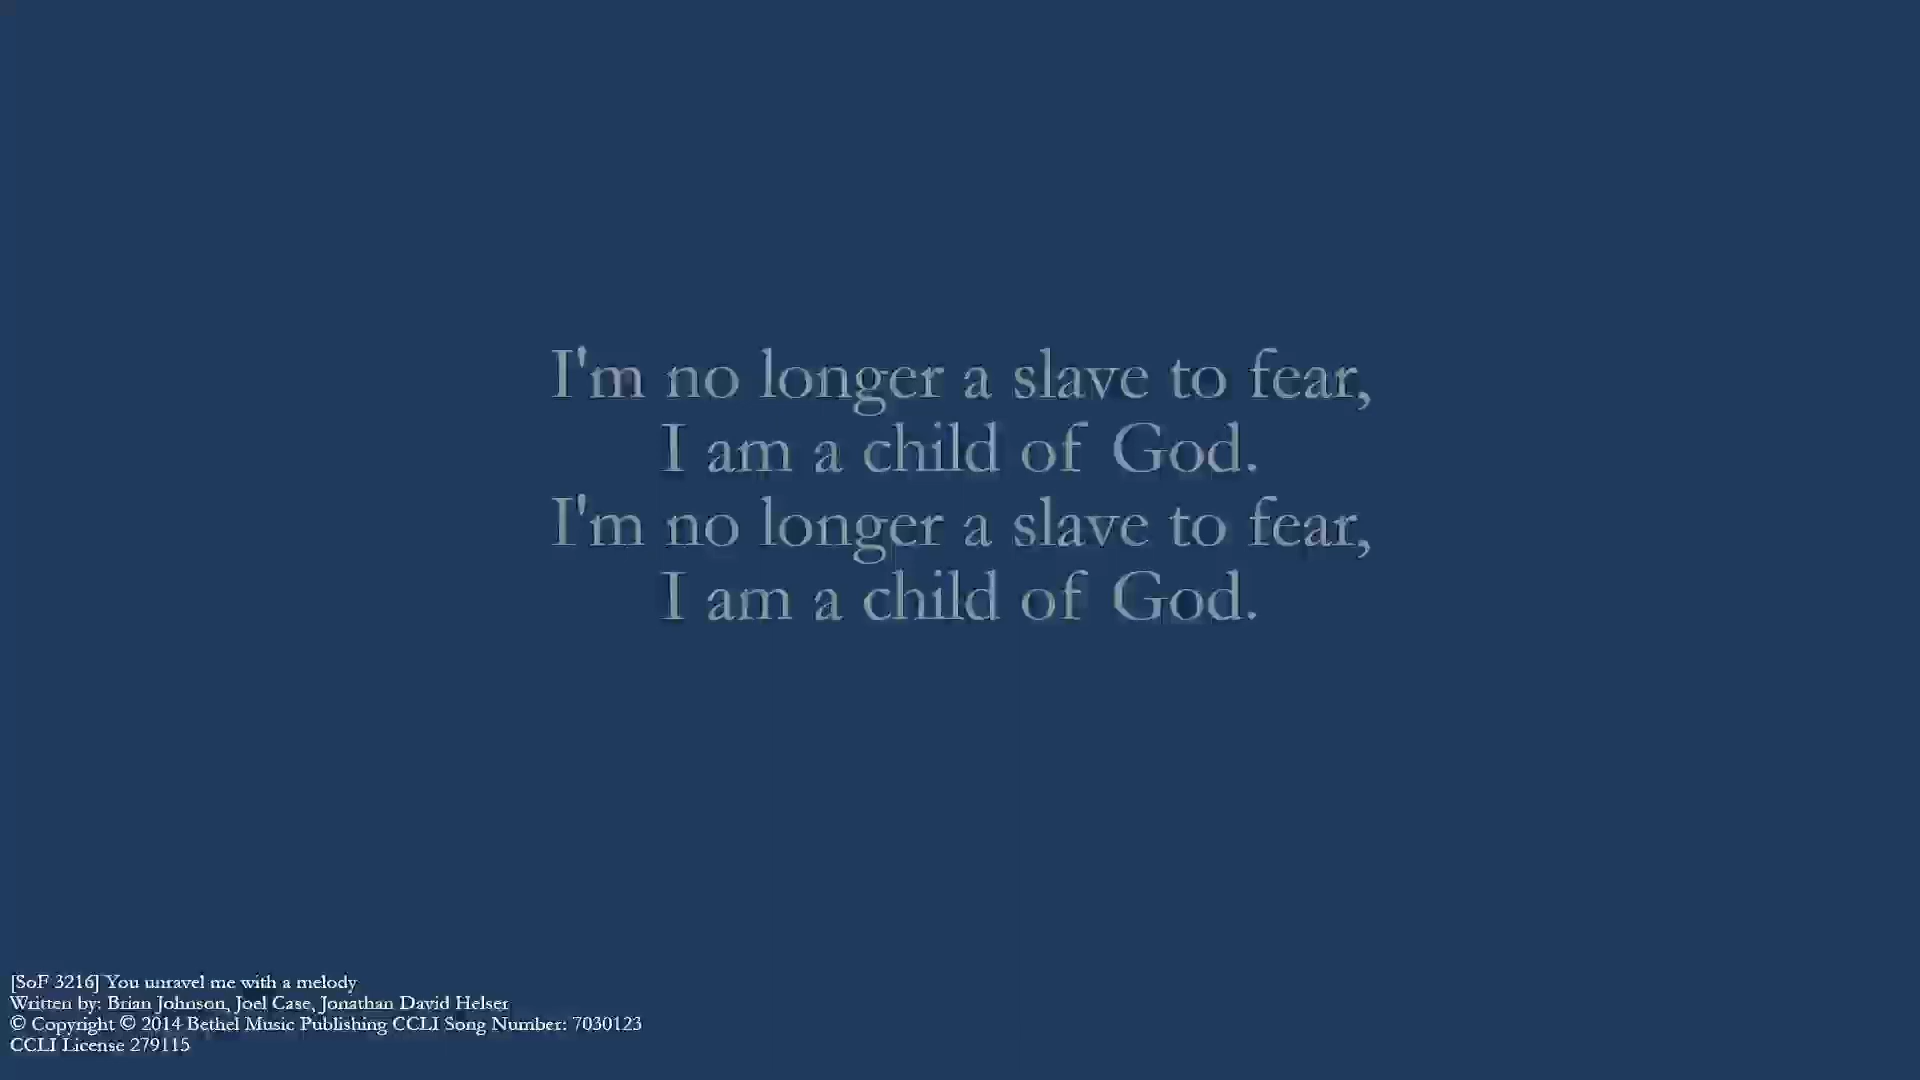 I'm no longer a slave to fear,
I am a child of God.
I'm no longer a slave to fear,
I am a child of God.
[SoF 3216] You unravel me with a melody
Written by: Brian Johnson, Joel Case, Jonathan David Helser
© Copyright © 2014 Bethel Music Publishing CCLI Song Number: 7030123
CCLI License 279115